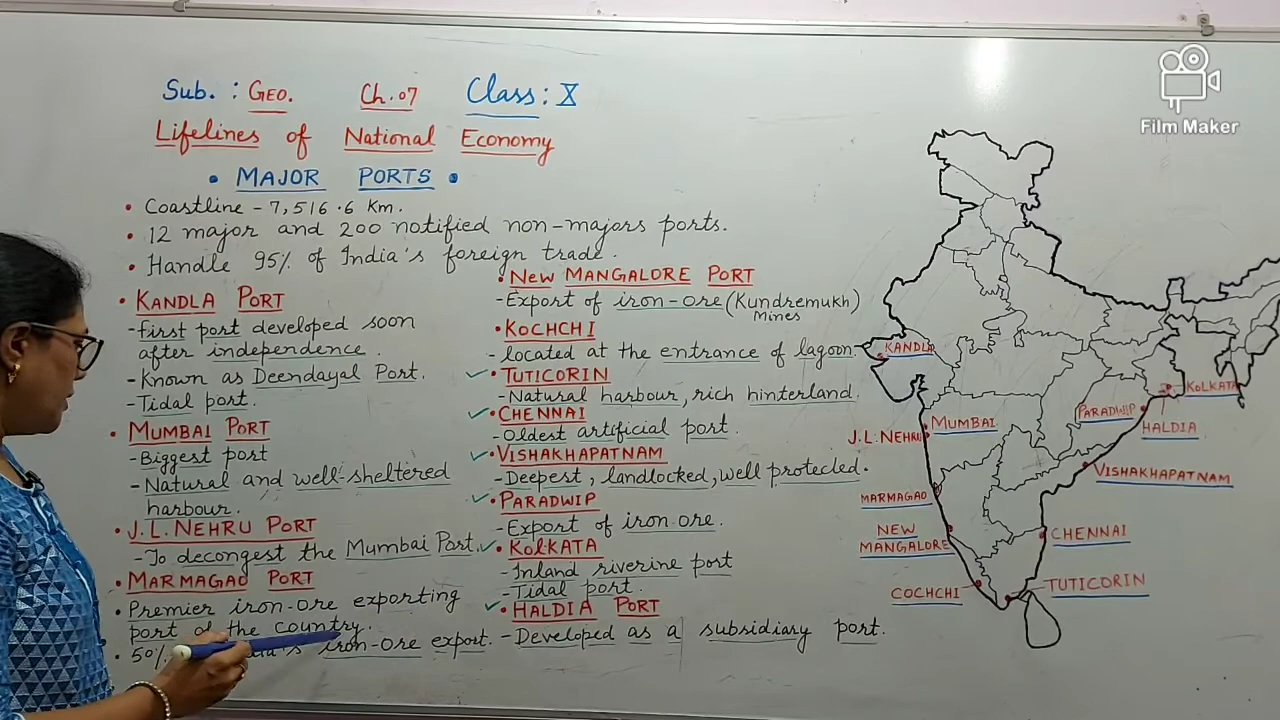 Sub. : GEO. Ch.07 Class: X
Lifelines of National Economy
• MAJOR PORTS •
• Coastline - 7,516.6 Km.
• 12 major and 200 notified non-majors ports.
• Handle 95% of India's foreign trade.
• KANDLA PORT
- First port developed soon
after independence.
- Known as Deendayal Port.
- Tidal port.
• MUMBAI PORT
- Biggest port
- Natural and well-sheltered
harbour.
• J.L. NEHRU PORT
- To decongest the Mumbai Port.
• MARMAGAO PORT
• Premier iron-ore exporting
port of the country.
• 50% iron-ore export.
• New MANGALORE PORT
- Export of iron-ore (Kundremukh)
Mines
• KOCHCHI
- located at the entrance of lagoon
✓ • TUTICORIN
- Natural harbour, rich hinterland.
✓ • CHENNAI
- Oldest artificial port.
✓ • VISHAKHAPATNAM
- Deepest, landlocked, well protected.
✓ • PARADWIP
- Export of iron ore.
✓ • KOLKATA
- Inland riverine port
- Tidal port.
✓ • HALDIA PORT
- Developed as a subsidiary port.
KANDLA
KOLKATA
PARADWIP
HALDIA
MUMBAI
J.L. NEHRU
VISHAKHAPATNAM
MARMAGAO
NEW
MANGALORE
CHENNAI
COCHCHI
TUTICORIN
Film Maker